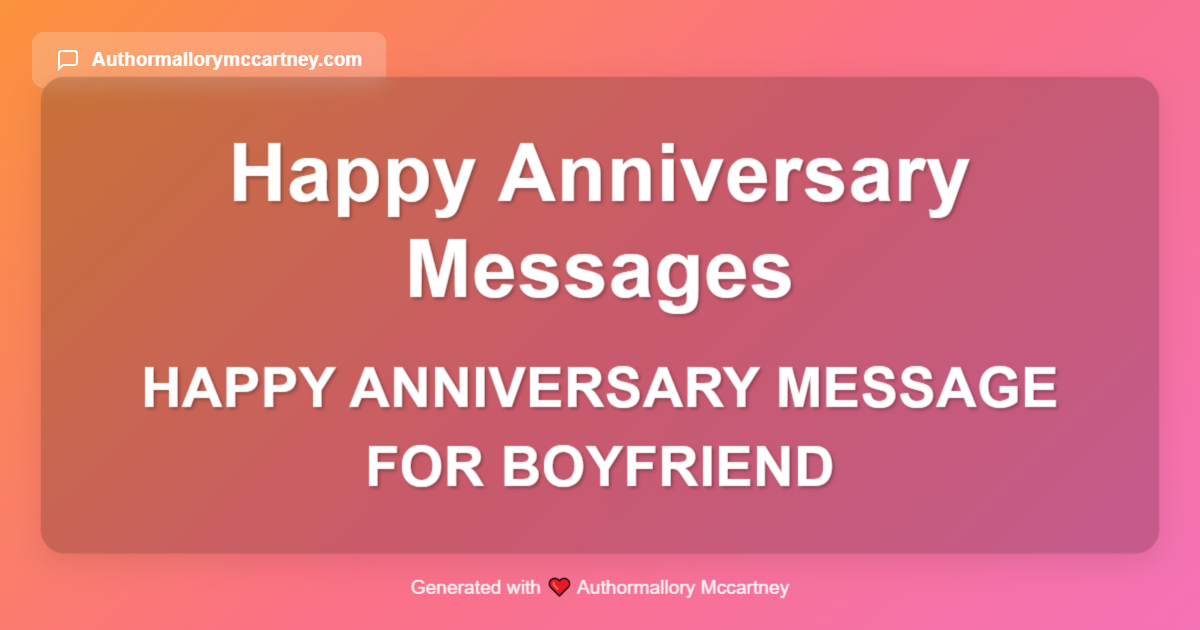 Authormallorymccartney.com
Happy Anniversary
Messages
HAPPY ANNIVERSARY MESSAGE
FOR BOYFRIEND
Generated with ❤️ Authormallory Mccartney